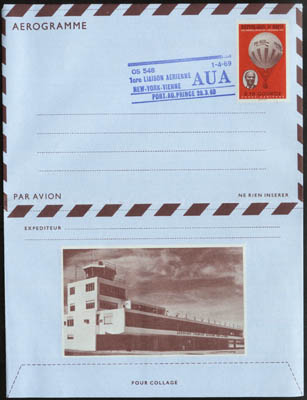 AEROGRAMME
OS 546 1-4-69
1ere LIAISON AERIENNE AUA
NEW-YORK-VIENNE
PORT-AU-PRINCE 28.3.69
PAR AVION NE RIEN INSERER
EXPEDITEUR
POUR COLLAGE